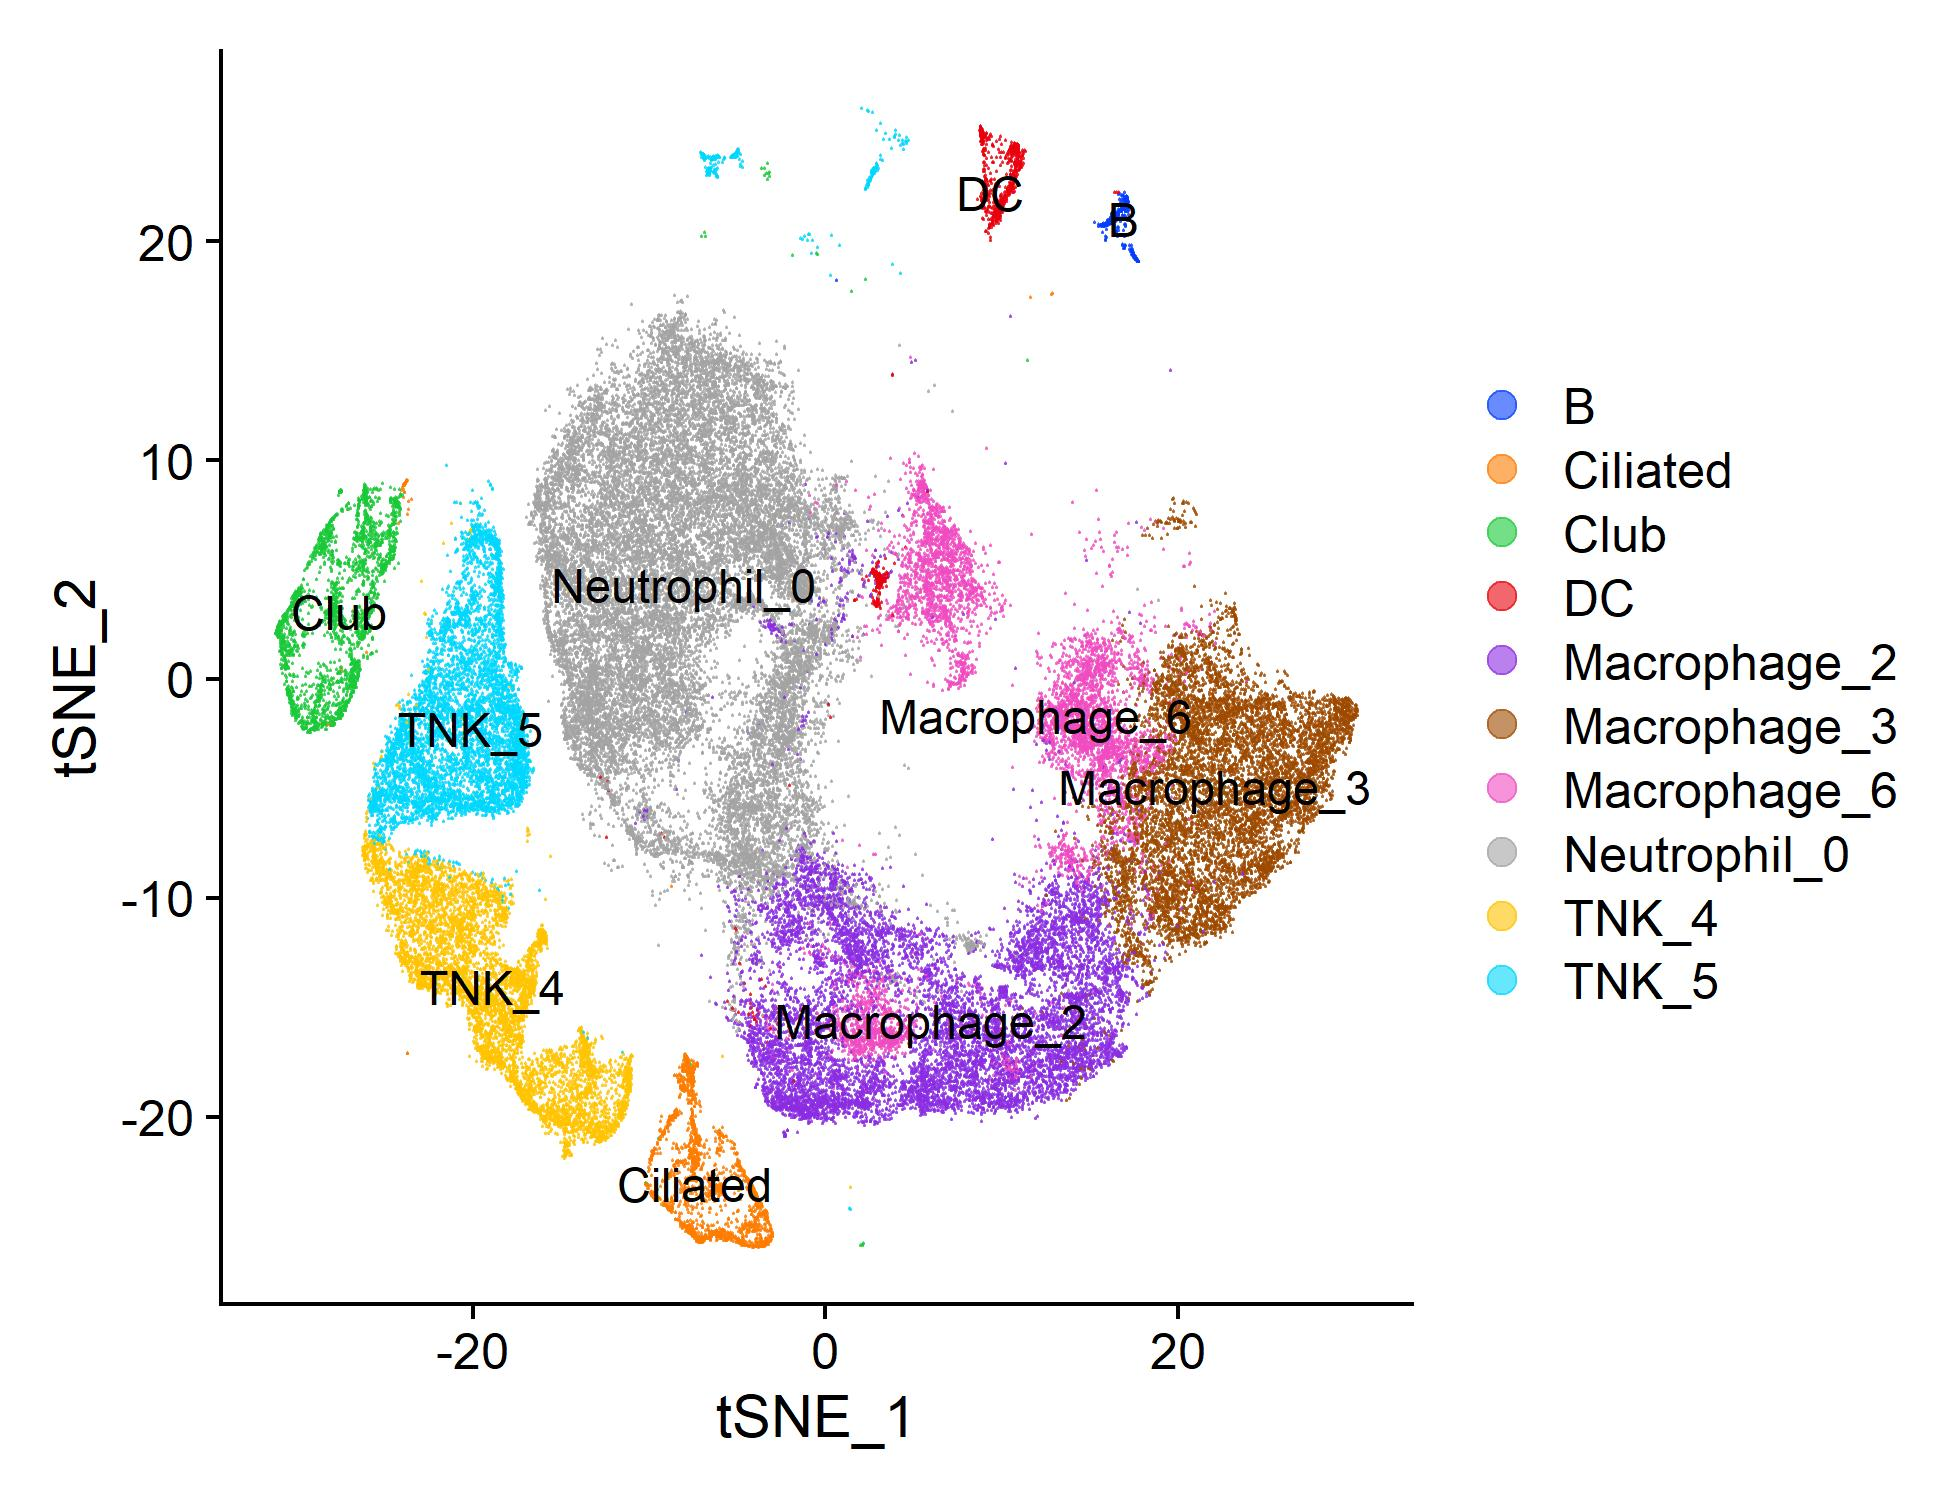 tSNE_2
20
10
0
-10
-20
-20
0
20
tSNE_1
DC
B
Neutrophil_0
Club
TNK_5
Macrophage_6
Macrophage_3
TNK_4
Macrophage_2
Ciliated
B
Ciliated
Club
DC
Macrophage_2
Macrophage_3
Macrophage_6
Neutrophil_0
TNK_4
TNK_5